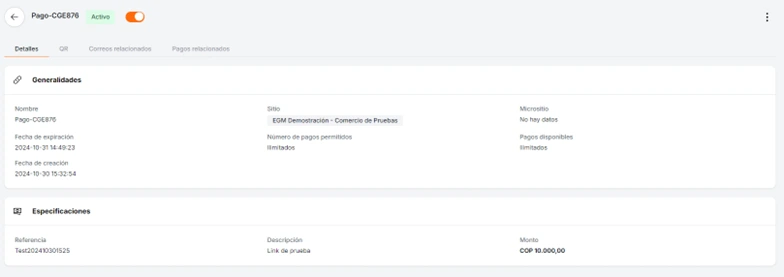 Pago-CGE876 Activo
Detalles QR Correos relacionados Pagos relacionados
Generalidades
Nombre Sitio Micrositio
Pago-CGE876 EGM Demostración - Comercio de Pruebas No hay datos
Fecha de expiración Número de pagos permitidos Pagos disponibles
2024-10-31 14:49:23 Ilimitados Ilimitados
Fecha de creación
2024-10-30 15:32:54
Especificaciones
Referencia Descripción Monto
Test202410301525 Link de prueba COP 10.000,00